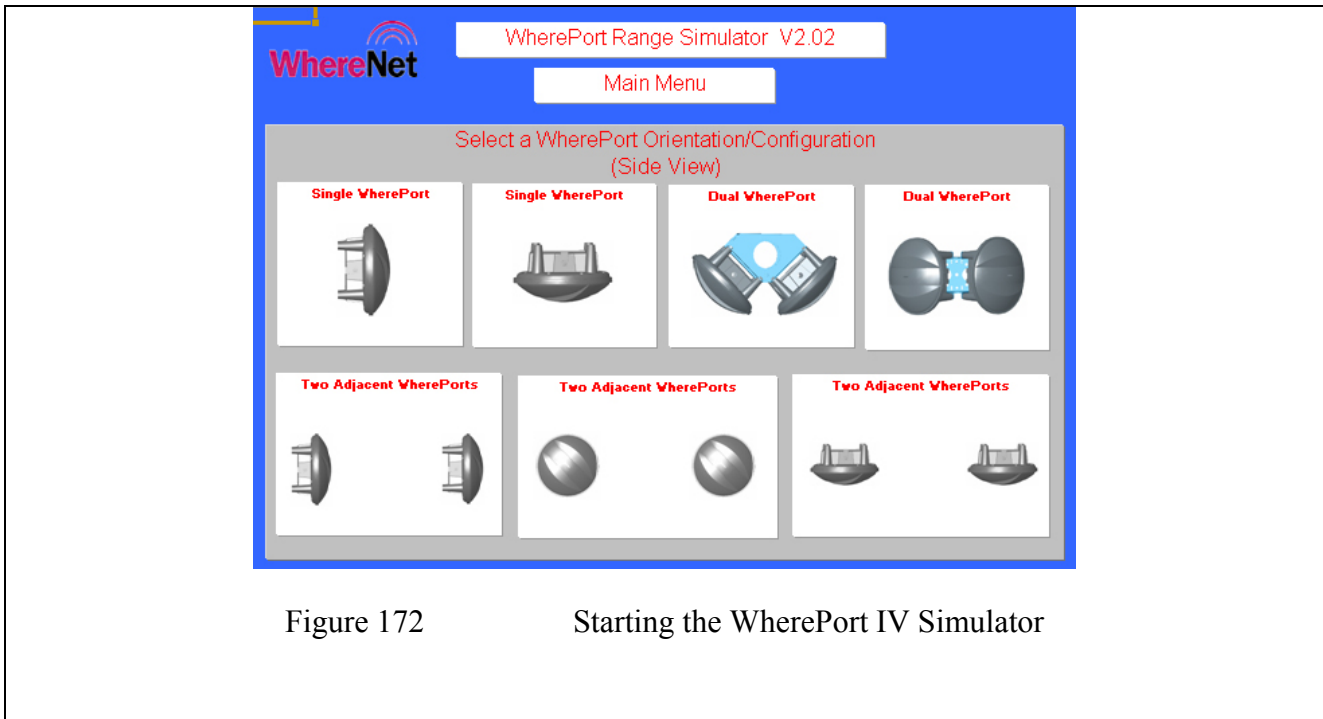 WhereNet
WherePort Range Simulator V2.02
Main Menu
Select a WherePort Orientation/Configuration
(Side View)
Single WherePort
Single WherePort
Dual WherePort
Dual WherePort
Two Adjacent WherePorts
Two Adjacent WherePorts
Two Adjacent WherePorts
Figure 172 Starting the WherePort IV Simulator